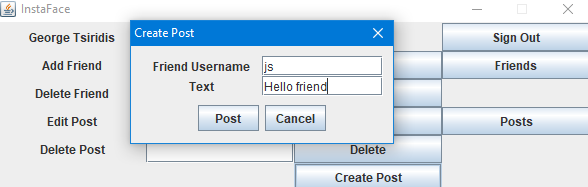 InstaFace
George Tsiridis
Sign Out
Add Friend
Friends
Delete Friend
Edit Post
Posts
Delete Post
Delete
Create Post
Create Post
Friend Username js
Text Hello friend
Post Cancel